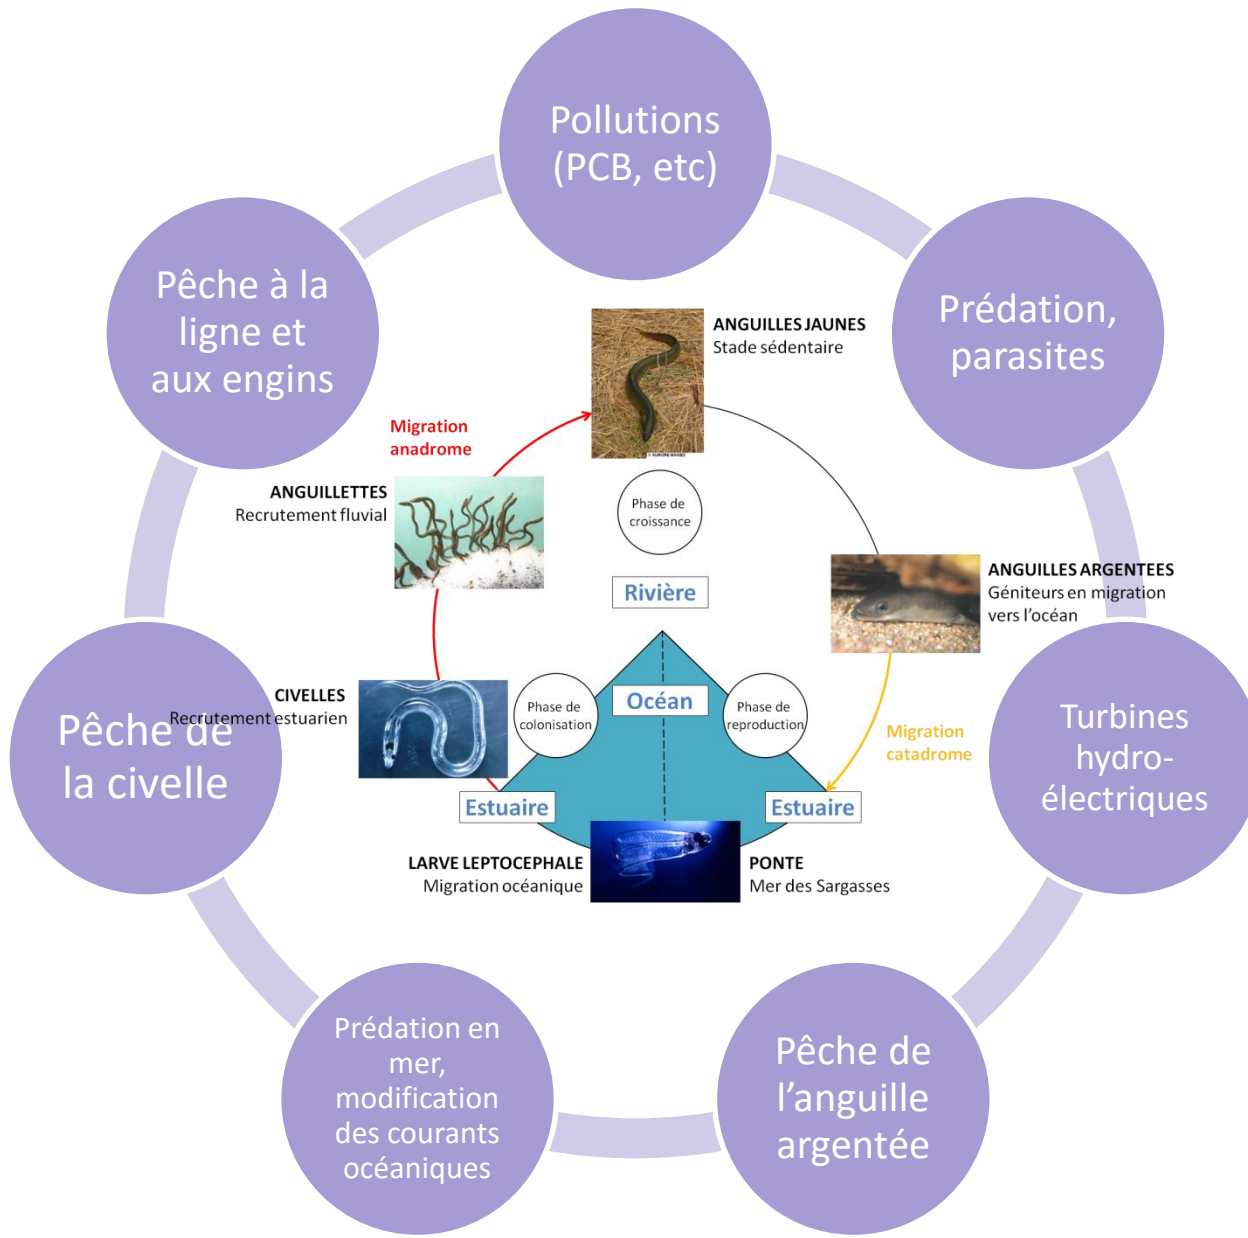 Pollutions
(PCB, etc)
Pêche à la
ligne et
aux engins
Prédation,
parasites
ANGUILLES JAUNES
Stade sédentaire
© AURORE BAISEZ
Migration
anadrome
ANGUILLETTES
Recrutement fluvial
Phase de
croissance
Rivière
ANGUILLES ARGENTEES
Géniteurs en migration
vers l’océan
CIVELLES
Recrutement estuarien
Pêche de
la civelle
Phase de
colonisation
Océan
Phase de
reproduction
Migration
catadrome
Turbines
hydro-
électriques
Estuaire
Estuaire
LARVE LEPTOCEPHALE
Migration océanique
PONTE
Mer des Sargasses
Prédation en
mer,
modification
des courants
océaniques
Pêche de
l’anguille
argentée